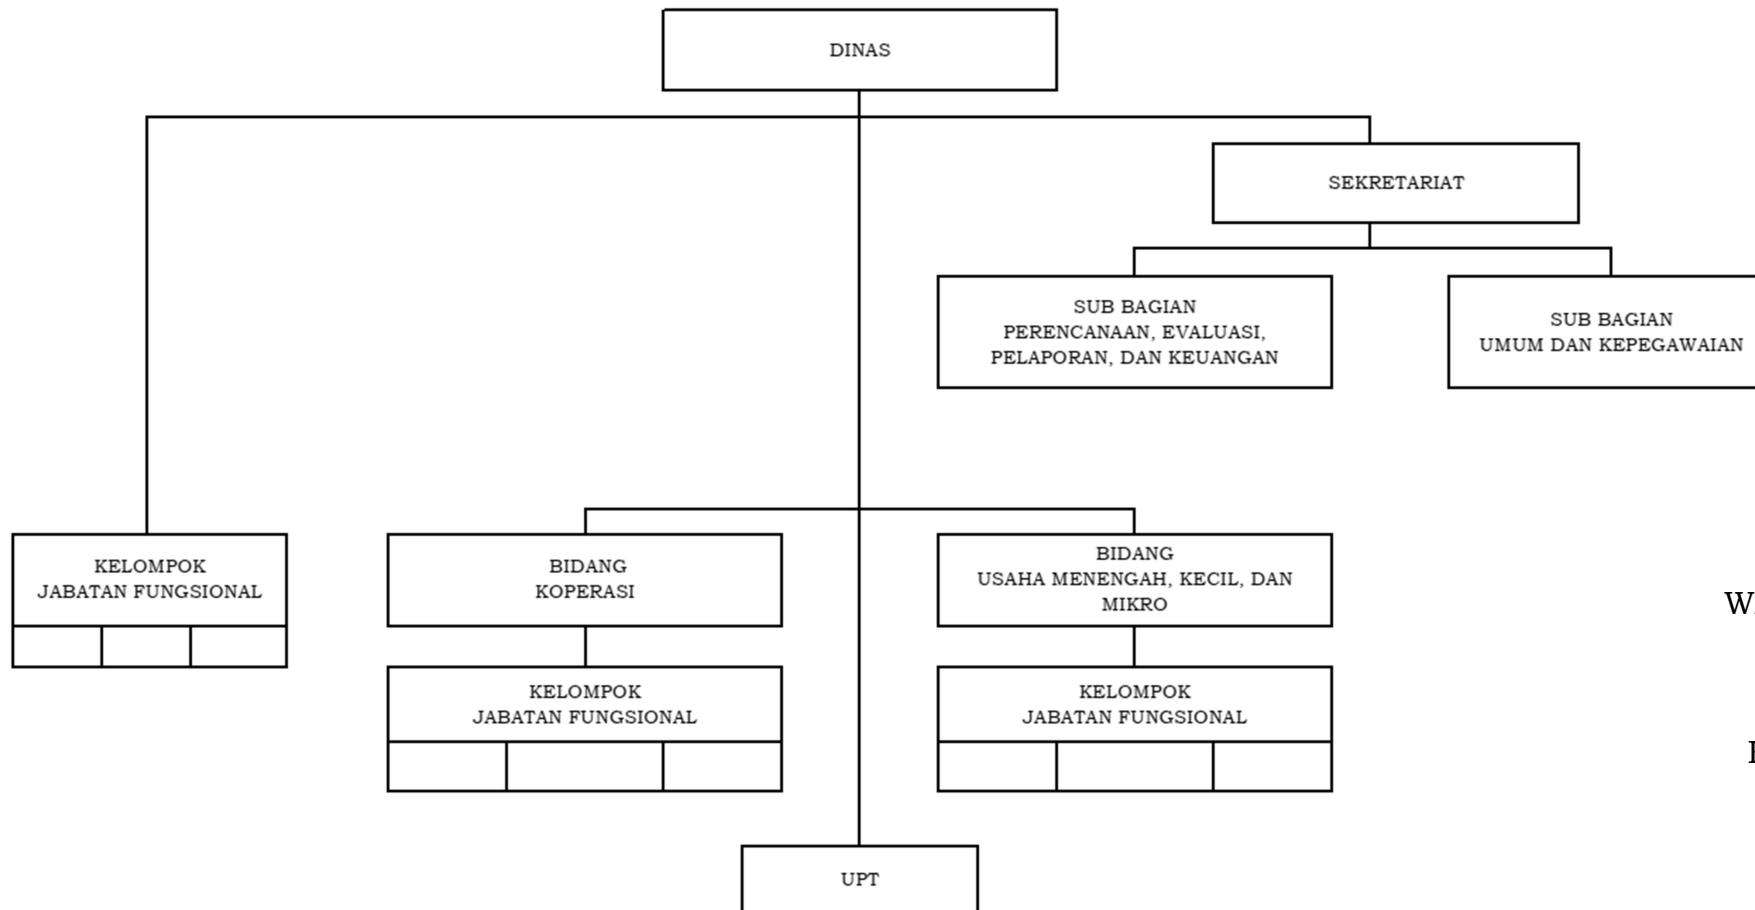 DINAS
SEKRETARIAT
SUB BAGIAN
PERENCANAAN, EVALUASI,
PELAPORAN, DAN KEUANGAN
SUB BAGIAN
UMUM DAN KEPEGAWAIAN
KELOMPOK
JABATAN FUNGSIONAL
BIDANG
KOPERASI
BIDANG
USAHA MENENGAH, KECIL, DAN
MIKRO
KELOMPOK
JABATAN FUNGSIONAL
KELOMPOK
JABATAN FUNGSIONAL
UPT